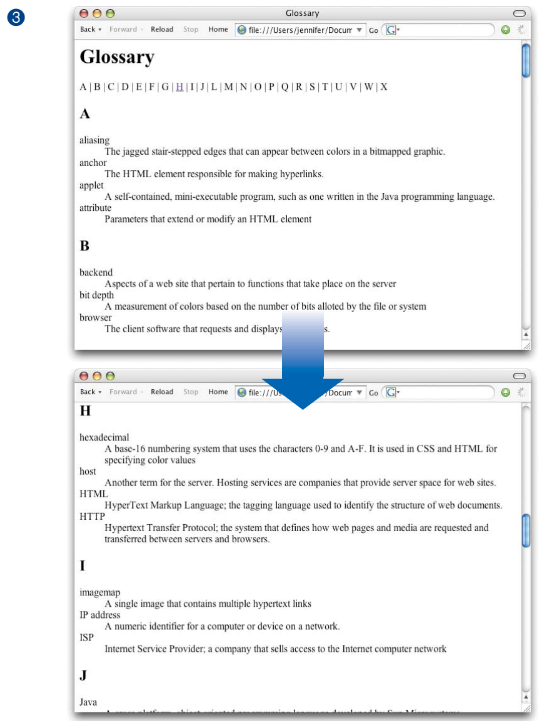 3
Glossary
Back Forward Reload Stop Home file:///Users/jennifer/Docum Go G
Glossary
A | B | C | D | E | F | G | H | I | J | L | M | N | O | P | Q | R | S | T | U | V | W | X
A
aliasing
The jagged stair-stepped edges that can appear between colors in a bitmapped graphic.
anchor
The HTML element responsible for making hyperlinks.
applet
A self-contained, mini-executable program, such as one written in the Java programming language.
attribute
Parameters that extend or modify an HTML element
B
backend
Aspects of a web site that pertain to functions that take place on the server
bit depth
A measurement of colors based on the number of bits alloted by the file or system
browser
The client software that requests and displays
Back Forward Reload Stop Home file:///Us /Docum Go G
H
hexadecimal
A base-16 numbering system that uses the characters 0-9 and A-F. It is used in CSS and HTML for
specifying color values
host
Another term for the server. Hosting services are companies that provide server space for web sites.
HTML
HyperText Markup Language; the tagging language used to identify the structure of web documents.
HTTP
Hypertext Transfer Protocol; the system that defines how web pages and media are requested and
transferred between servers and browsers.
I
imagemap
A single image that contains multiple hypertext links
IP address
A numeric identifier for a computer or device on a network.
ISP
Internet Service Provider; a company that sells access to the Internet computer network
J
Java